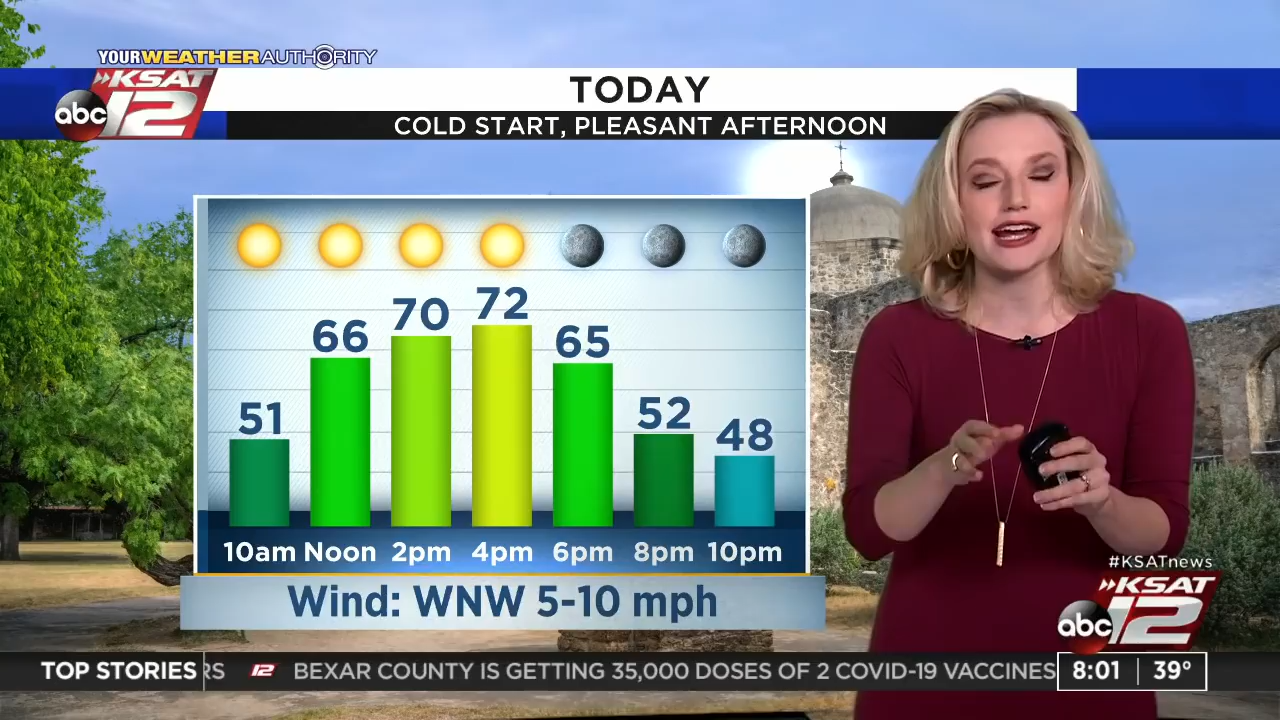 YOURWEATHERAUTHORITY
KSAT
abc 12
TODAY
COLD START, PLEASANT AFTERNOON
51 66 70 72 65 52 48
10am Noon 2pm 4pm 6pm 8pm 10pm
Wind: WNW 5-10 mph
#KSATnews
KSAT
abc 12
TOP STORIES RS 12 BEXAR COUNTY IS GETTING 35,000 DOSES OF 2 COVID-19 VACCINES 8:01 39°